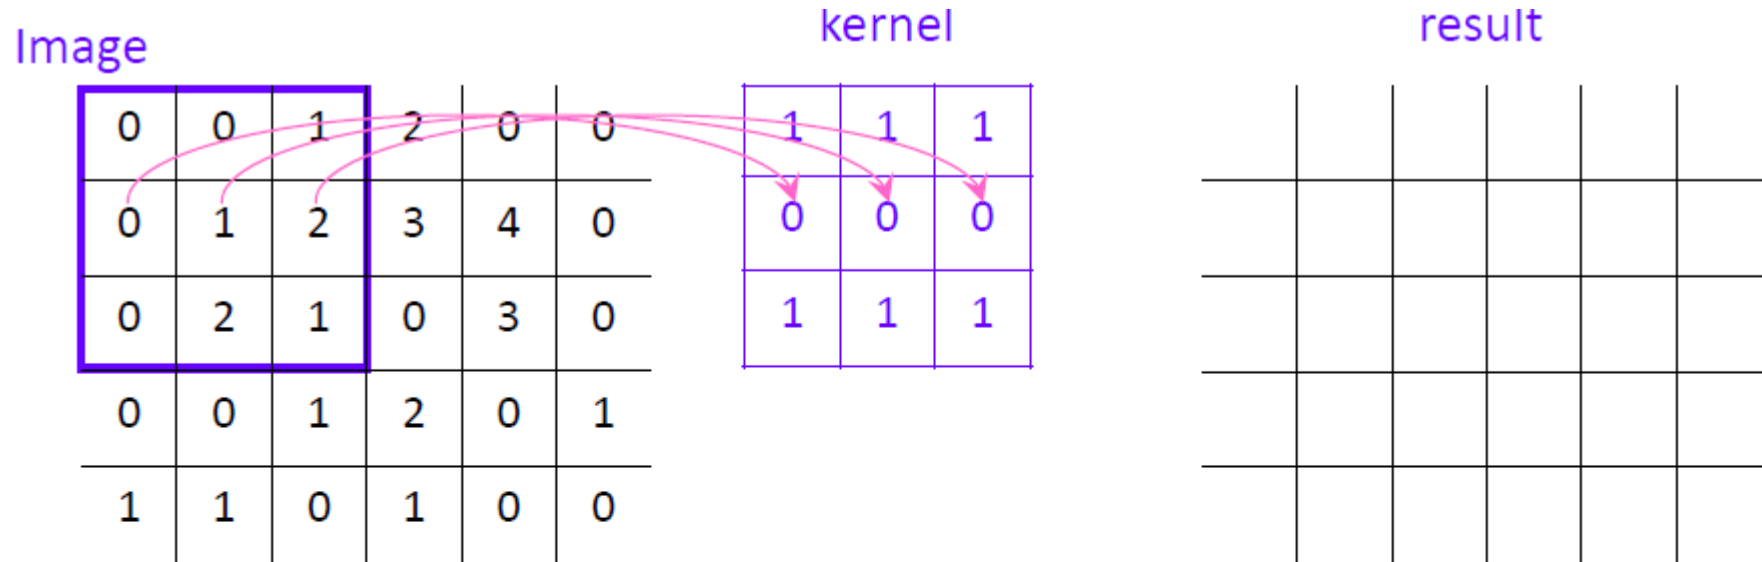 Image kernel result
0 0 1 2 0 0 1 1 1
0 1 2 3 4 0 0 0 0
0 2 1 0 3 0 1 1 1
0 0 1 2 0 1
1 1 0 1 0 0